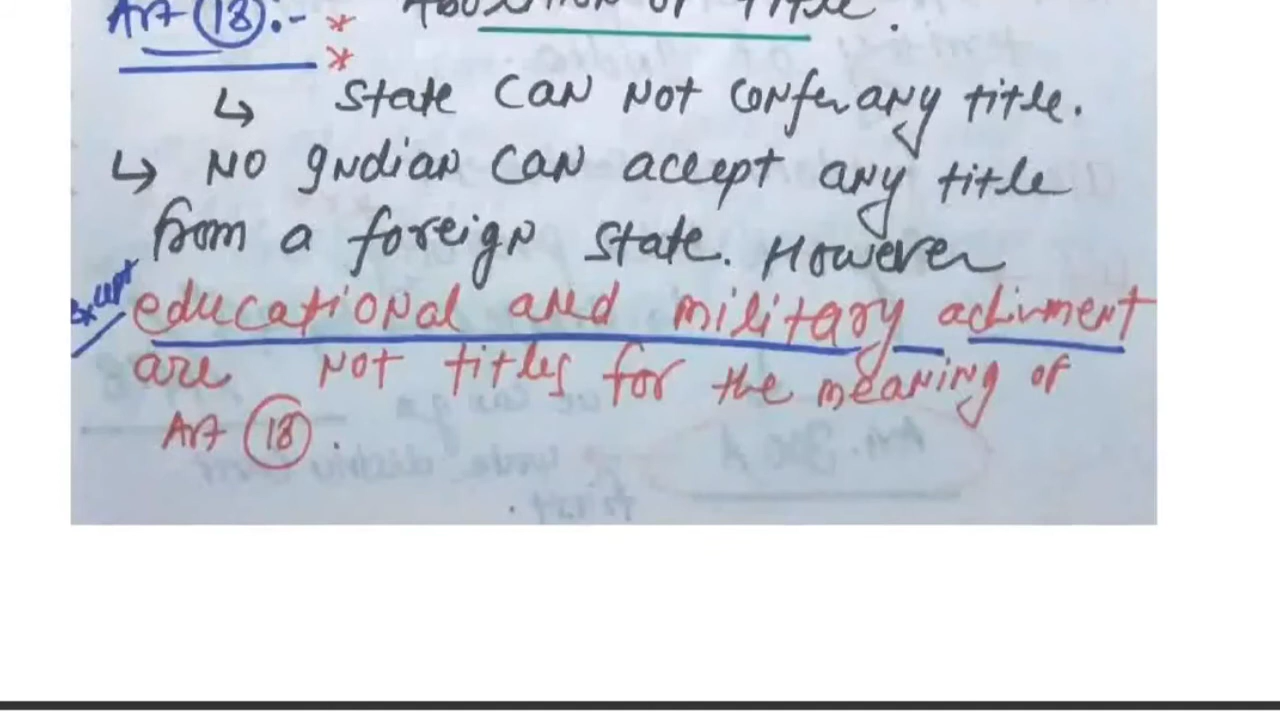 Art (18):- * Abolition of Title.
*
↳ State can not confer any title.
↳ No Indian can accept any title
from a foreign state. However
Except educational and military achivment
are not titles for the meaning of
Art (18).